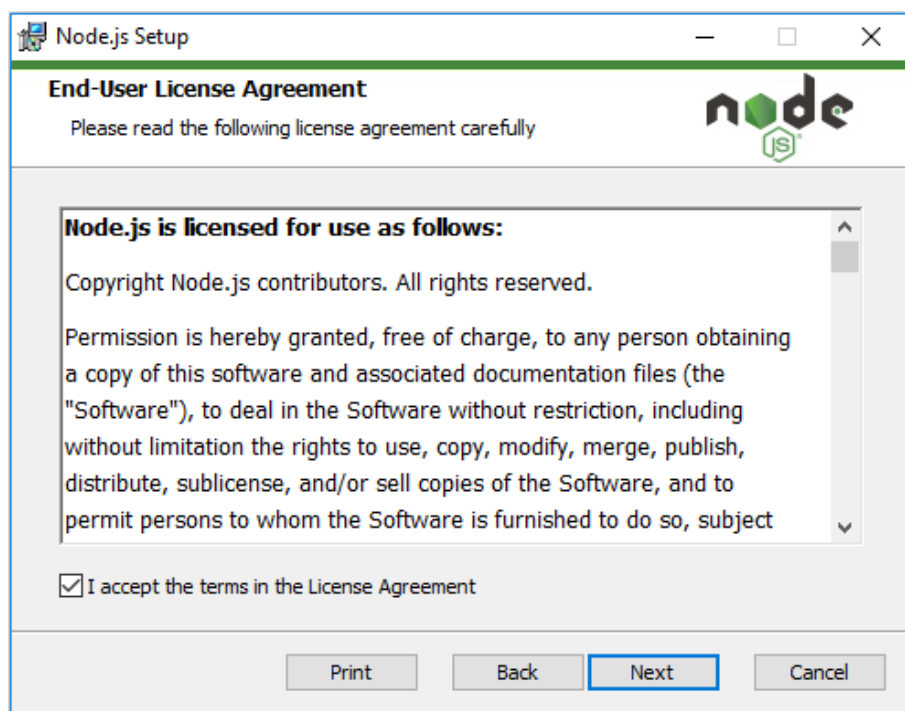 Node.js Setup
End-User License Agreement
Please read the following license agreement carefully
node
JS
Node.js is licensed for use as follows:
Copyright Node.js contributors. All rights reserved.
Permission is hereby granted, free of charge, to any person obtaining
a copy of this software and associated documentation files (the
"Software"), to deal in the Software without restriction, including
without limitation the rights to use, copy, modify, merge, publish,
distribute, sublicense, and/or sell copies of the Software, and to
permit persons to whom the Software is furnished to do so, subject
I accept the terms in the License Agreement
Print Back Next Cancel